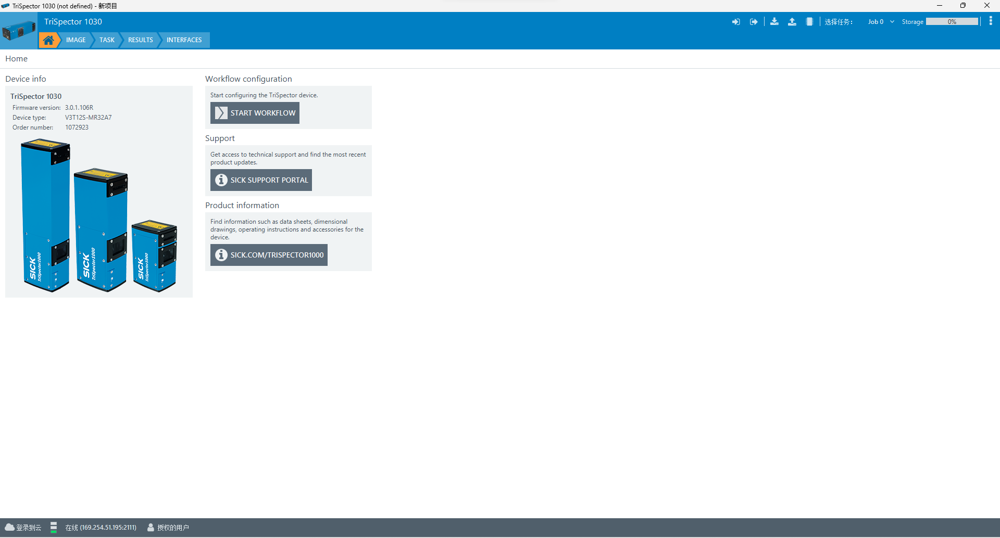 TriSpector 1030 (not defined) - 新项目
TriSpector 1030
选择任务:
Job 0
Storage
0%
IMAGE
TASK
RESULTS
INTERFACES
Home
Device info
TriSpector 1030
Firmware version: 3.0.1.106R
Device type: V3T12S-MR32A7
Order number: 1072923
SICK
TriSpector1000
SICK
TriSpector1000
SICK
TriSpector1000
Workflow configuration
Start configuring the TriSpector device.
START WORKFLOW
Support
Get access to technical support and find the most recent
product updates.
SICK SUPPORT PORTAL
Product information
Find information such as data sheets, dimensional
drawings, operating instructions and accessories for the
device.
SICK.COM/TRISPECTOR1000
登录到云
在线 (169.254.51.195:2111)
授权的用户